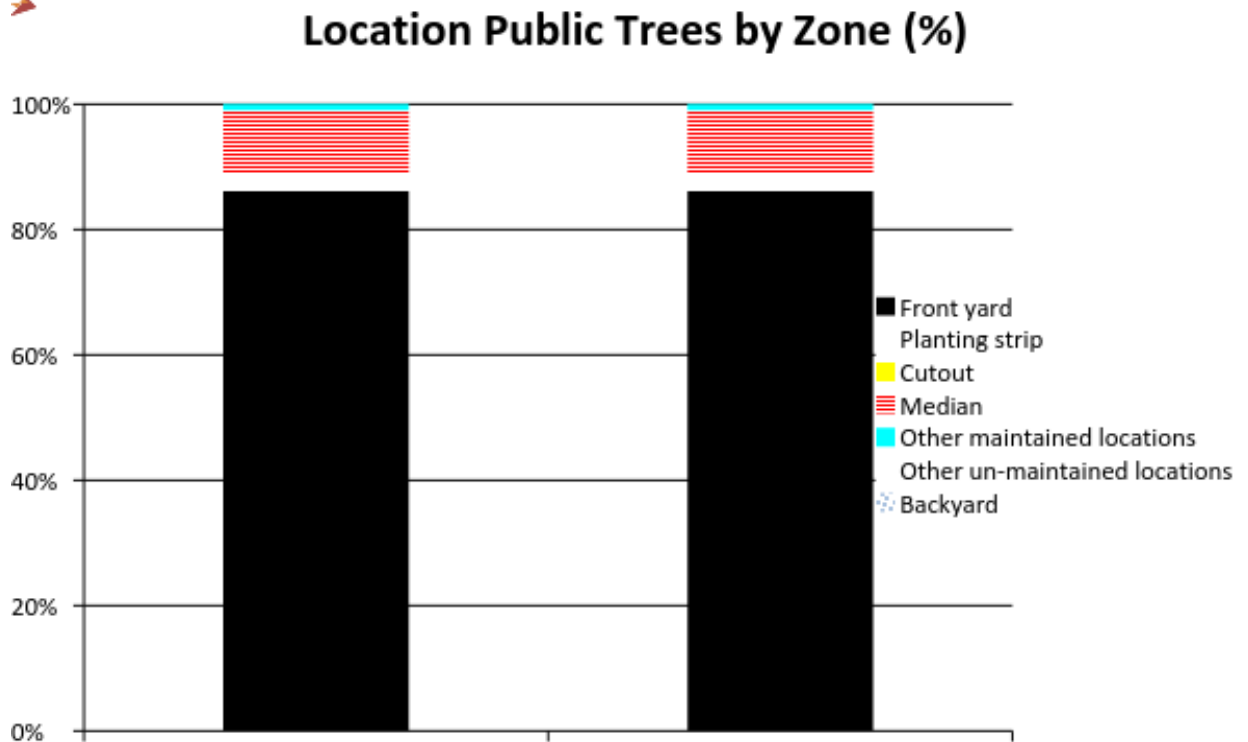 Location Public Trees by Zone (%)
100%
80%
60%
40%
20%
0%
Front yard
Planting strip
Cutout
Median
Other maintained locations
Other un-maintained locations
Backyard